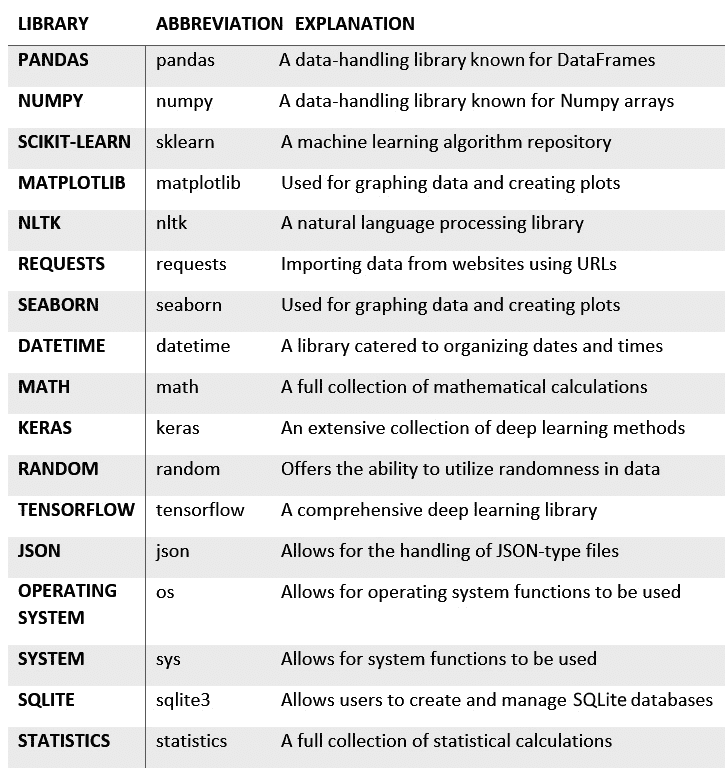 LIBRARY ABBREVIATION EXPLANATION
PANDAS pandas A data-handling library known for DataFrames
NUMPY numpy A data-handling library known for Numpy arrays
SCIKIT-LEARN sklearn A machine learning algorithm repository
MATPLOTLIB matplotlib Used for graphing data and creating plots
NLTK nltk A natural language processing library
REQUESTS requests Importing data from websites using URLs
SEABORN seaborn Used for graphing data and creating plots
DATETIME datetime A library catered to organizing dates and times
MATH math A full collection of mathematical calculations
KERAS keras An extensive collection of deep learning methods
RANDOM random Offers the ability to utilize randomness in data
TENSORFLOW tensorflow A comprehensive deep learning library
JSON json Allows for the handling of JSON-type files
OPERATING os Allows for operating system functions to be used
SYSTEM
SYSTEM sys Allows for system functions to be used
SQLITE sqlite3 Allows users to create and manage SQLite databases
STATISTICS statistics A full collection of statistical calculations